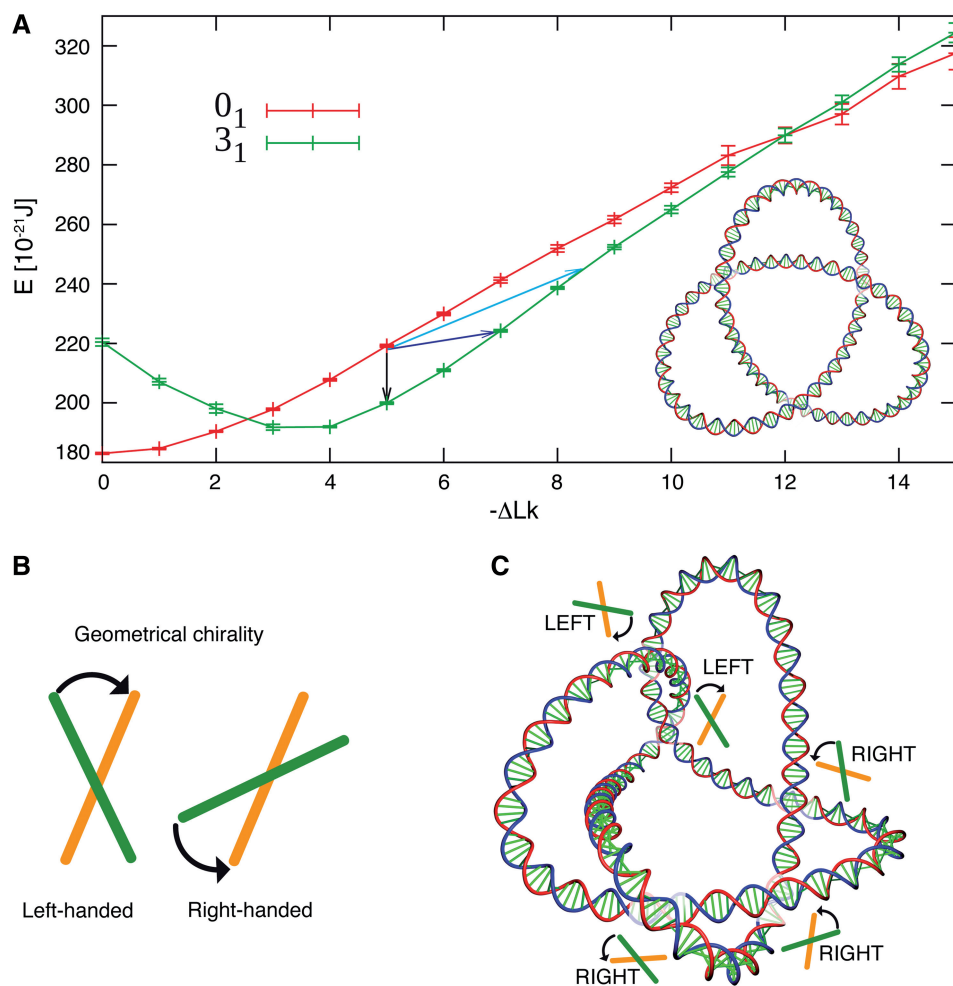 A
E [10⁻²¹J]
320
300
280
260
240
220
200
180
0₁
3₁
0 2 4 6 8 10 12 14
-ΔLk
B
Geometrical chirality
Left-handed
Right-handed
C
LEFT
LEFT
RIGHT
RIGHT
RIGHT